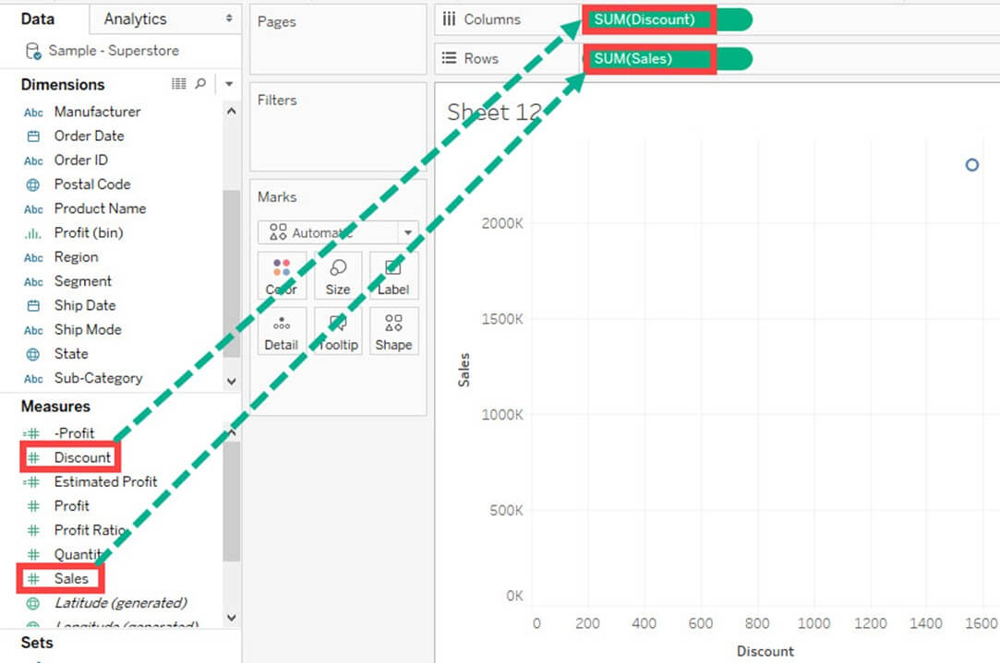 Data
Analytics
Sample - Superstore
Dimensions
Abc Manufacturer
Order Date
Abc Order ID
Postal Code
Abc Product Name
Profit (bin)
Abc Region
Abc Segment
Ship Date
Abc Ship Mode
State
Abc Sub-Category
Measures
=# -Profit
# Discount
=# Estimated Profit
# Profit
# Profit Ratio
# Quantity
# Sales
Latitude (generated)
Longitude (generated)
Sets
Pages
Filters
Marks
Automatic
Color Size Label
Detail Tooltip Shape
Columns SUM(Discount)
Rows SUM(Sales)
Sheet 12
2000K
1500K
1000K
500K
0K
Sales
0 200 400 600 800 1000 1200 1400 1600
Discount